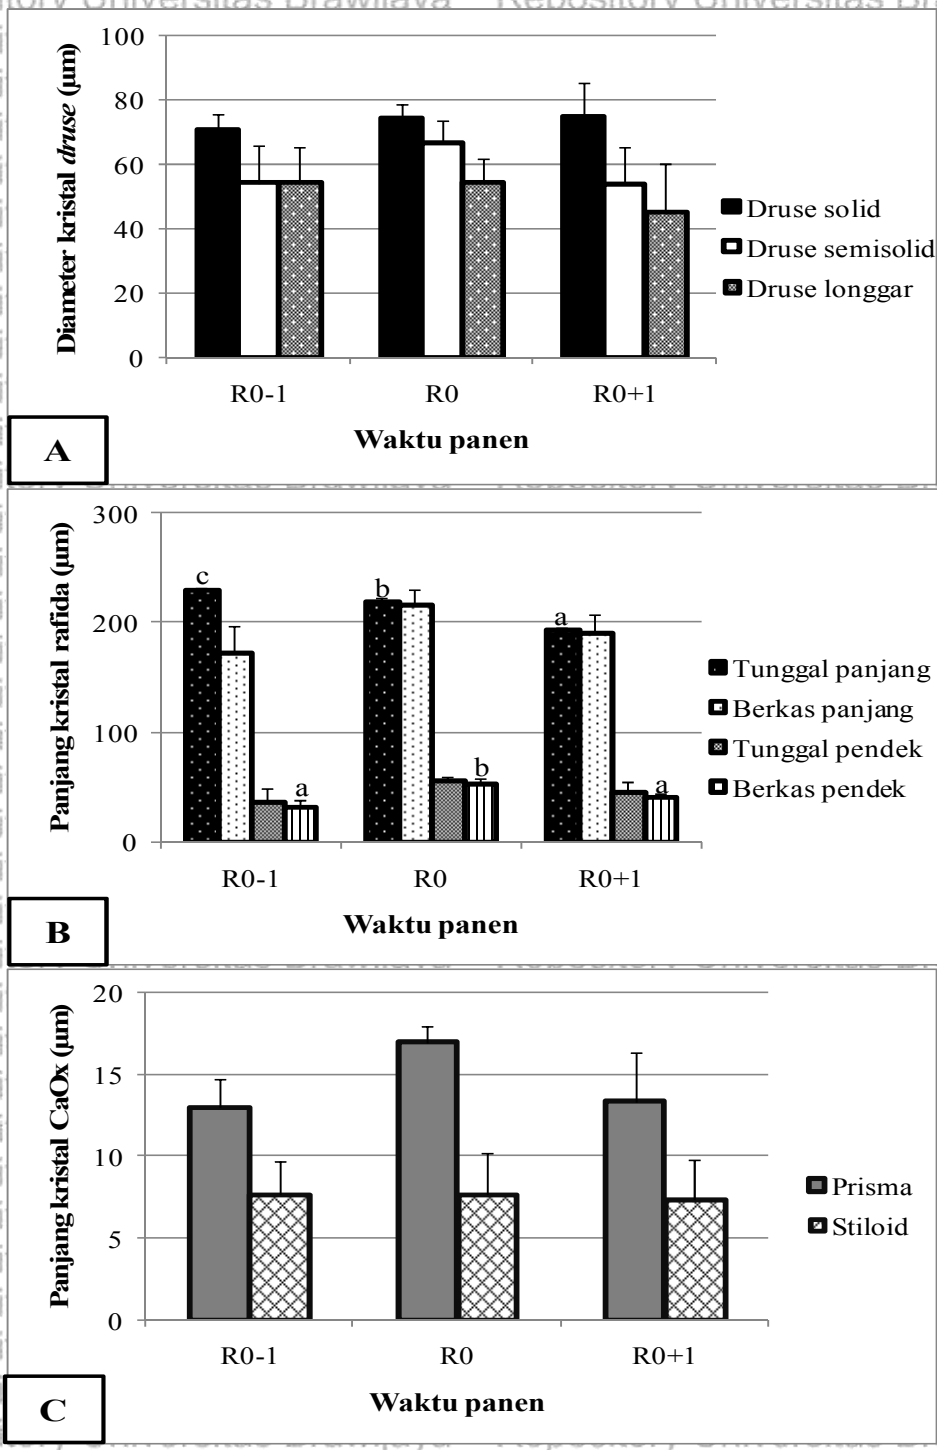 Repository Universitas Brawijaya
100
80
60
40
20
0
Diameter kristal druse (µm)
R0-1 R0 R0+1
Waktu panen
Druse solid
Druse semisolid
Druse longgar
A
300
200
100
0
Panjang kristal rafida (µm)
c b a
a b a
R0-1 R0 R0+1
Waktu panen
Tunggal panjang
Berkas panjang
Tunggal pendek
Berkas pendek
B
20
15
10
5
0
Panjang kristal CaOx (µm)
R0-1 R0 R0+1
Waktu panen
Prisma
Stiloid
C